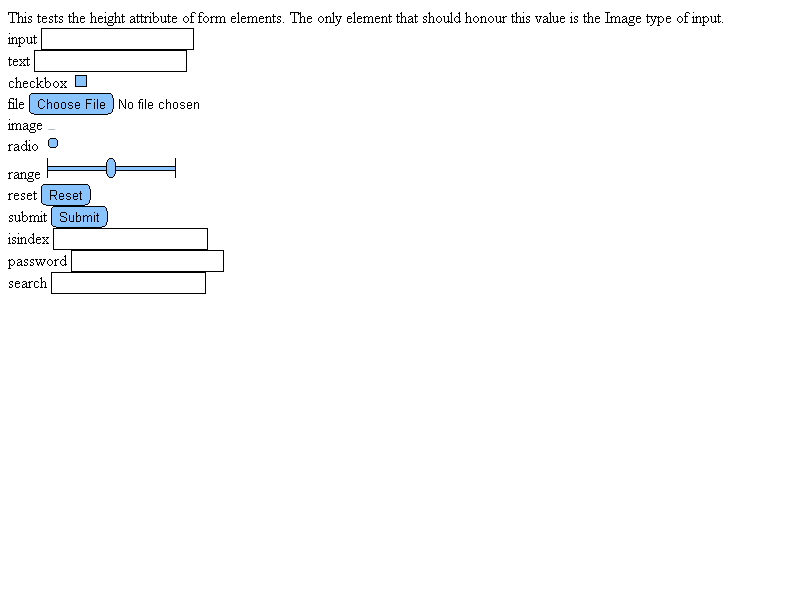 This tests the height attribute of form elements. The only element that should honour this value is the Image type of input.
input
text
checkbox
file Choose File No file chosen
image
radio
range
reset Reset
submit Submit
isindex
password
search